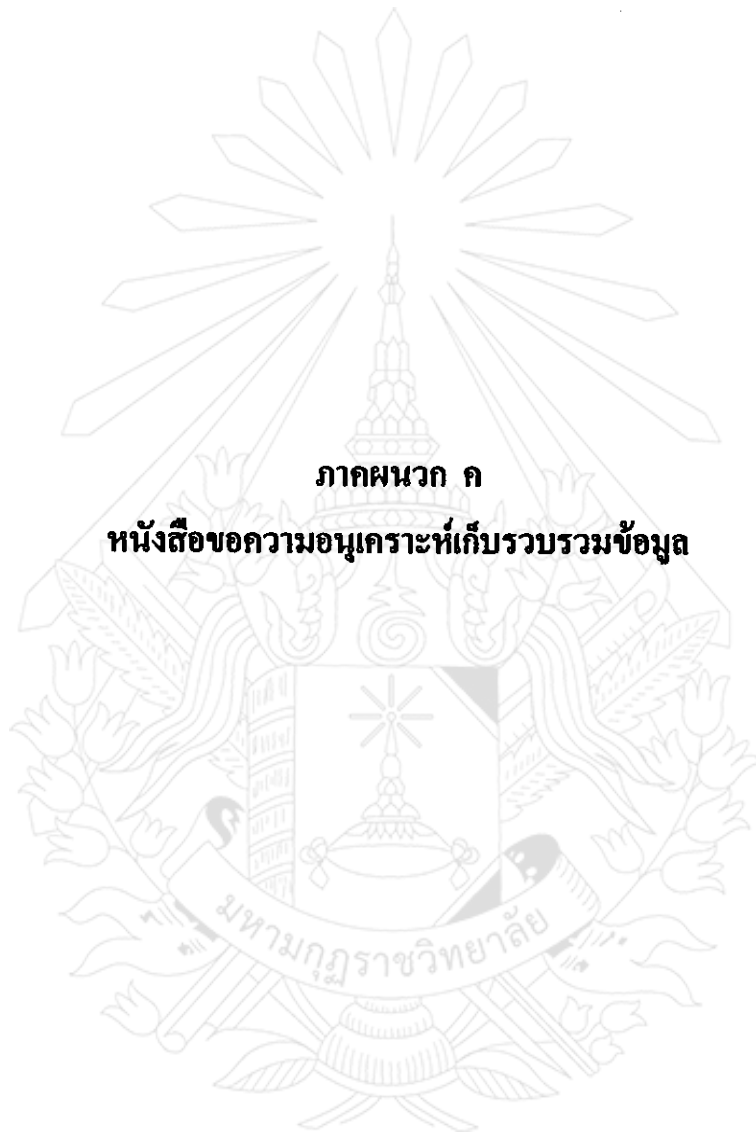 ภาคผนวก ค
หนังสือขอความอนุเคราะห์เก็บรวบรวมข้อมูล
มหามกุฏราชวิทยาลัย